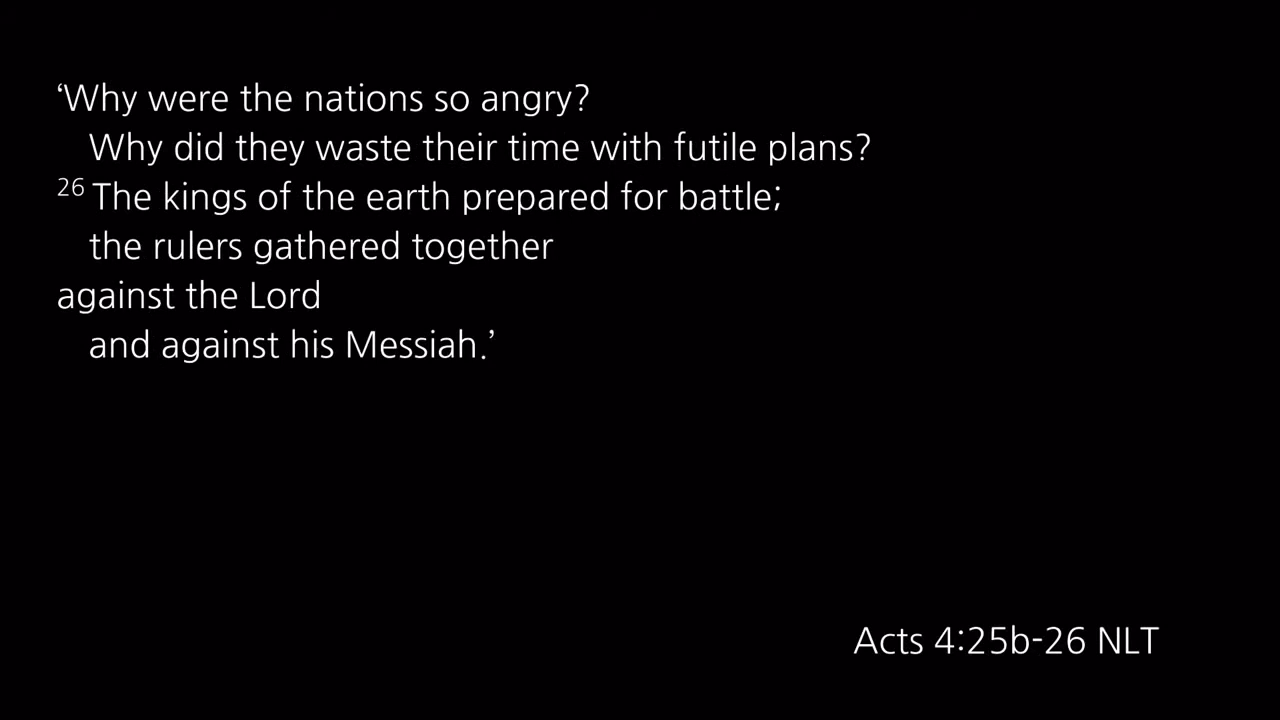 ‘Why were the nations so angry?
Why did they waste their time with futile plans?
26 The kings of the earth prepared for battle;
the rulers gathered together
against the Lord
and against his Messiah.’
Acts 4:25b-26 NLT